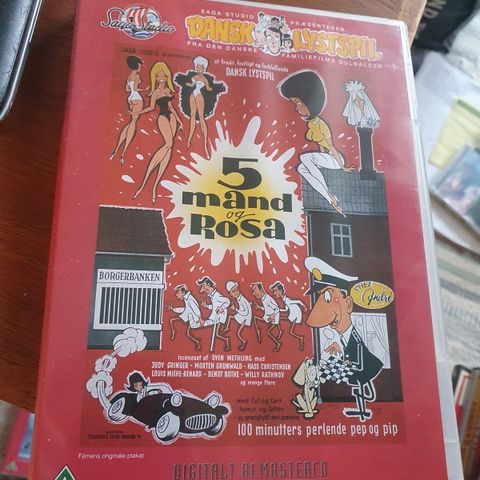 SAGA STUDIO PRÆSENTERER
Saga Studio
DANSK LYSTSPIL
FRA DEN DANSKE FAMILIEFILMS GULDALDER
SAGA STUDIO
et frækt, festligt og forbløffende
DANSK LYSTSPIL
5
mand
og
Rosa
BORGERBANKEN
CHEZ
André
iscenesat af SVEN METHLING med
JUDY GRINGER - MORTEN GRUNWALD - HASS CHRISTENSEN
LOUIS MIEHE-RENARD - BENDT ROTHE - WILLY RATHNOV
og mange flere
med fut og fart
humor og latter
100 minutters perlende pep og pip
Filmens originale plakat
DIGITALT REMASTERED